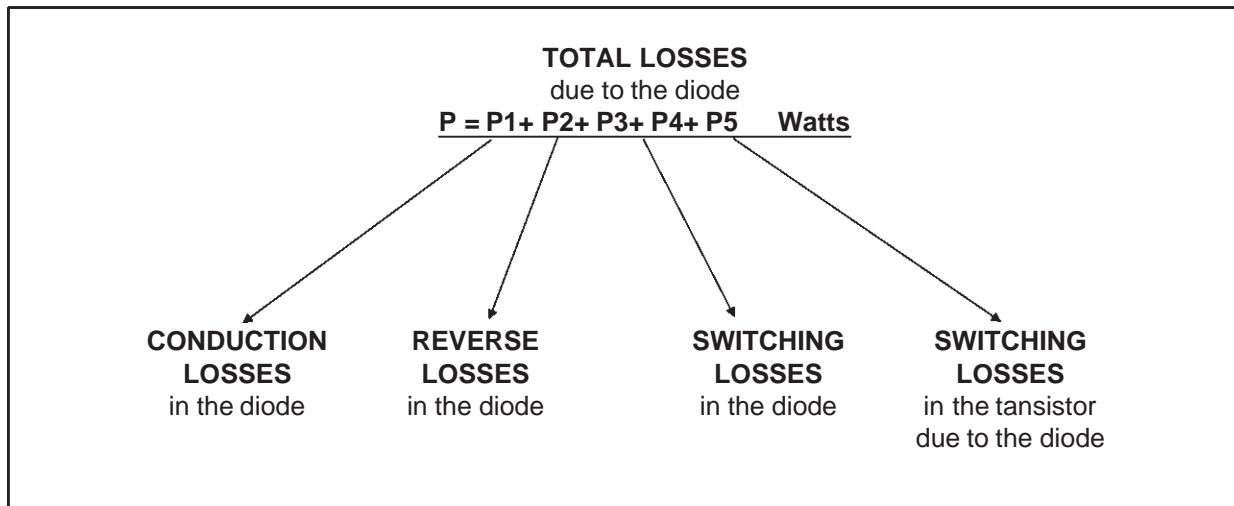 TOTAL LOSSES
due to the diode
P = P1+ P2+ P3+ P4+ P5 Watts
CONDUCTION
LOSSES
in the diode
REVERSE
LOSSES
in the diode
SWITCHING
LOSSES
in the diode
SWITCHING
LOSSES
in the tansistor
due to the diode